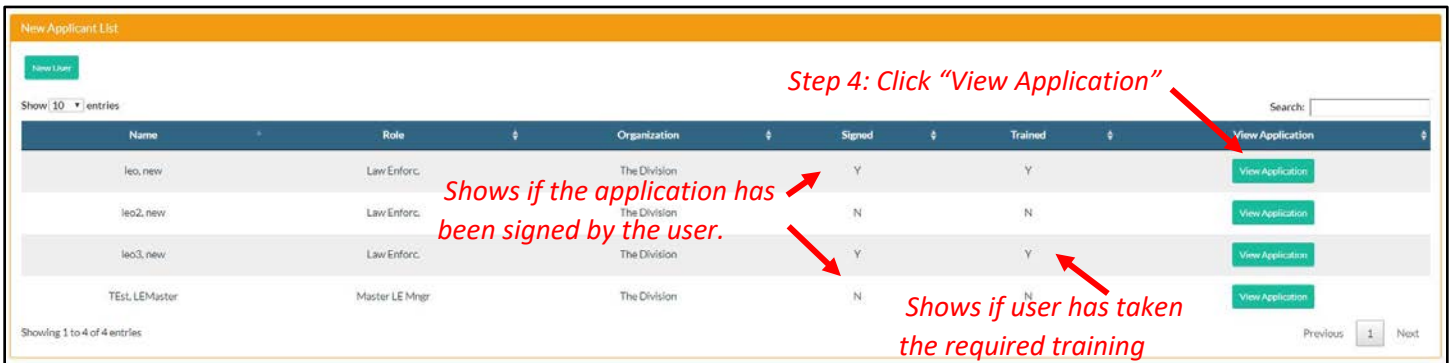 New Applicant List
New User
Step 4: Click “View Application”
Show 10 entries
Search:
Name Role Organization Signed Trained View Application
leo, new Law Enforc. The Division Y Y View Application
Shows if the application has
leo2, new Law Enforc. The Division N N View Application
been signed by the user.
leo3, new Law Enforc. The Division Y Y View Application
TEst, LEMaster Master LE Mngr The Division N N View Application
Shows if user has taken
Showing 1 to 4 of 4 entries
Previous 1 Next
the required training